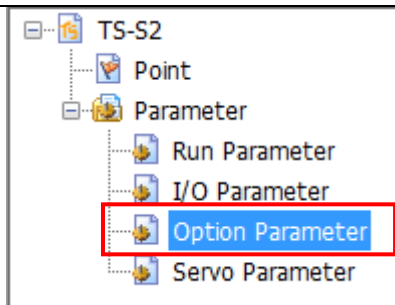 TS-S2
Point
Parameter
Run Parameter
I/O Parameter
Option Parameter
Servo Parameter